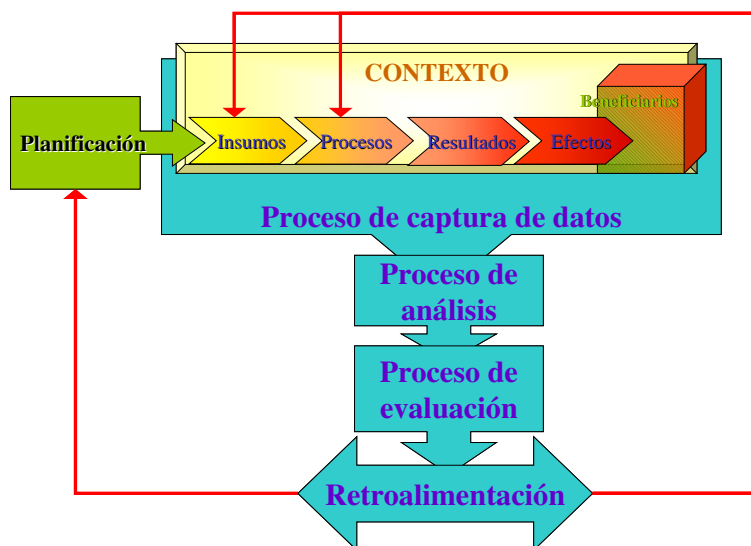 CONTEXTO
Beneficiarios
Planificación
Insumos
Procesos
Resultados
Efectos
Proceso de captura de datos
Proceso de
análisis
Proceso de
evaluación
Retroalimentación